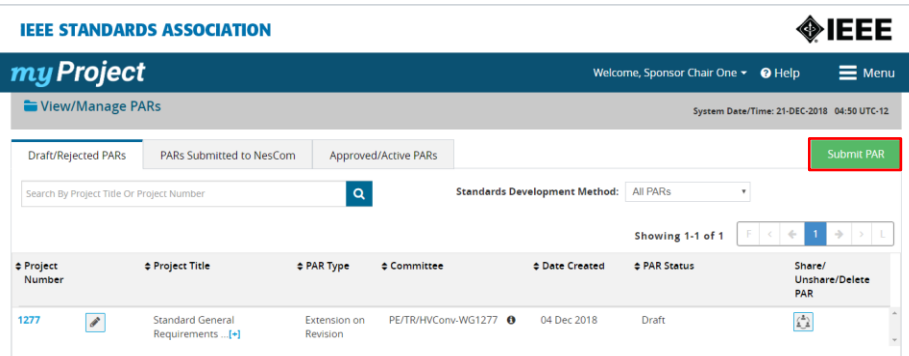 IEEE STANDARDS ASSOCIATION
IEEE
myProject
Welcome, Sponsor Chair One
Help
Menu
View/Manage PARs
System Date/Time: 21-DEC-2018 04:50 UTC-12
Draft/Rejected PARs
PARs Submitted to NesCom
Approved/Active PARs
Submit PAR
Search By Project Title Or Project Number
Standards Development Method:
All PARs
Showing 1-1 of 1
F < 1 > L
Project
Number
Project Title
PAR Type
Committee
Date Created
PAR Status
Share/
Unshare/Delete
PAR
1277
Standard General
Requirements ...[+]
Extension on
Revision
PE/TR/HVConv-WG1277
04 Dec 2018
Draft